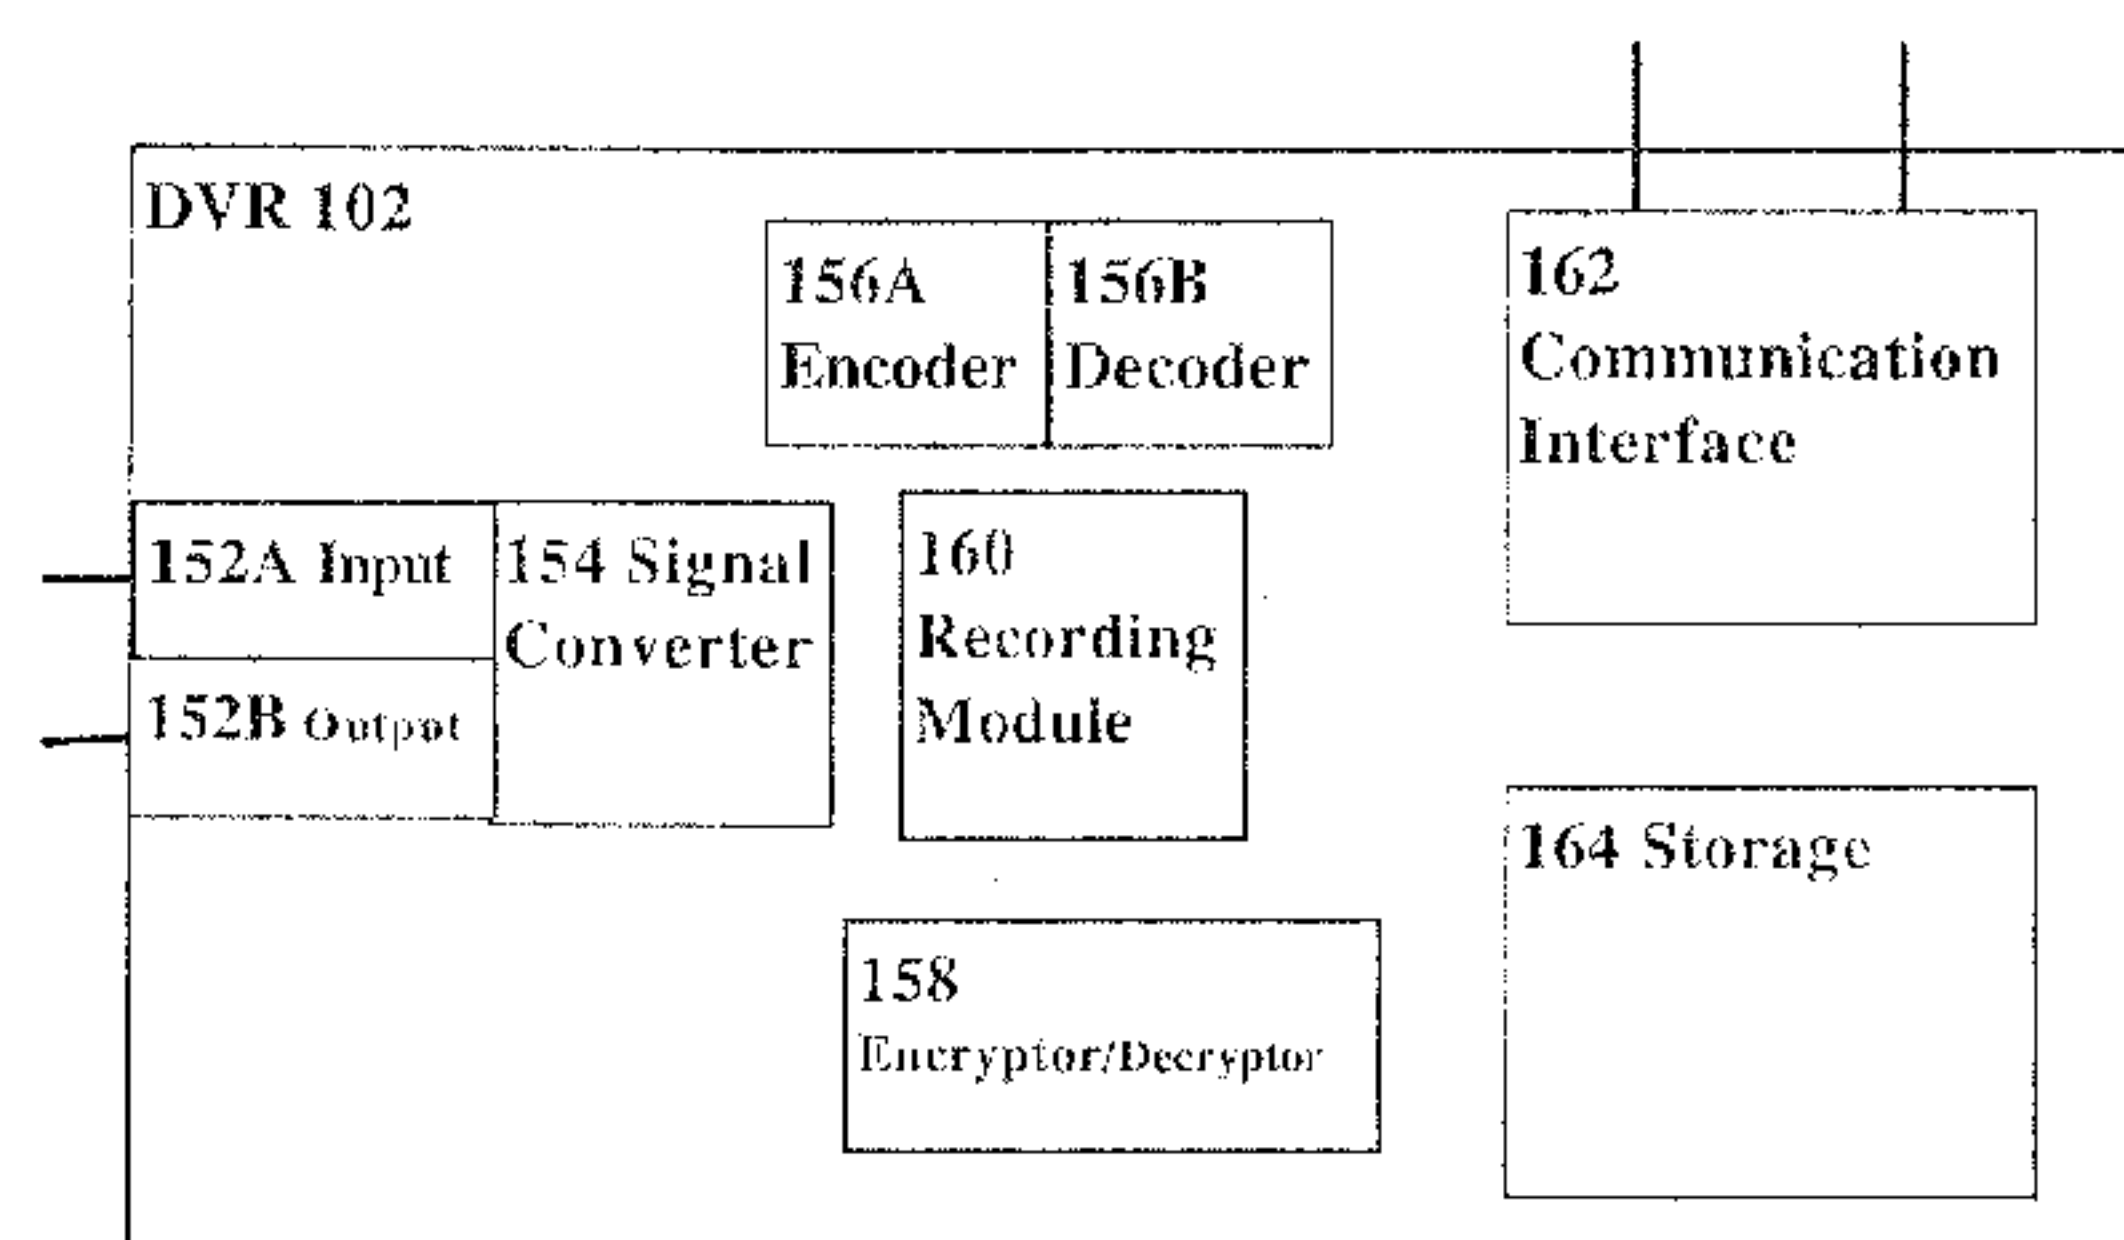 DVR 102
156A
Encoder
156B
Decoder
162
Communication
Interface
152A Input
154 Signal
Converter
152B Output
160
Recording
Module
164 Storage
158
Encryptor/Decryptor